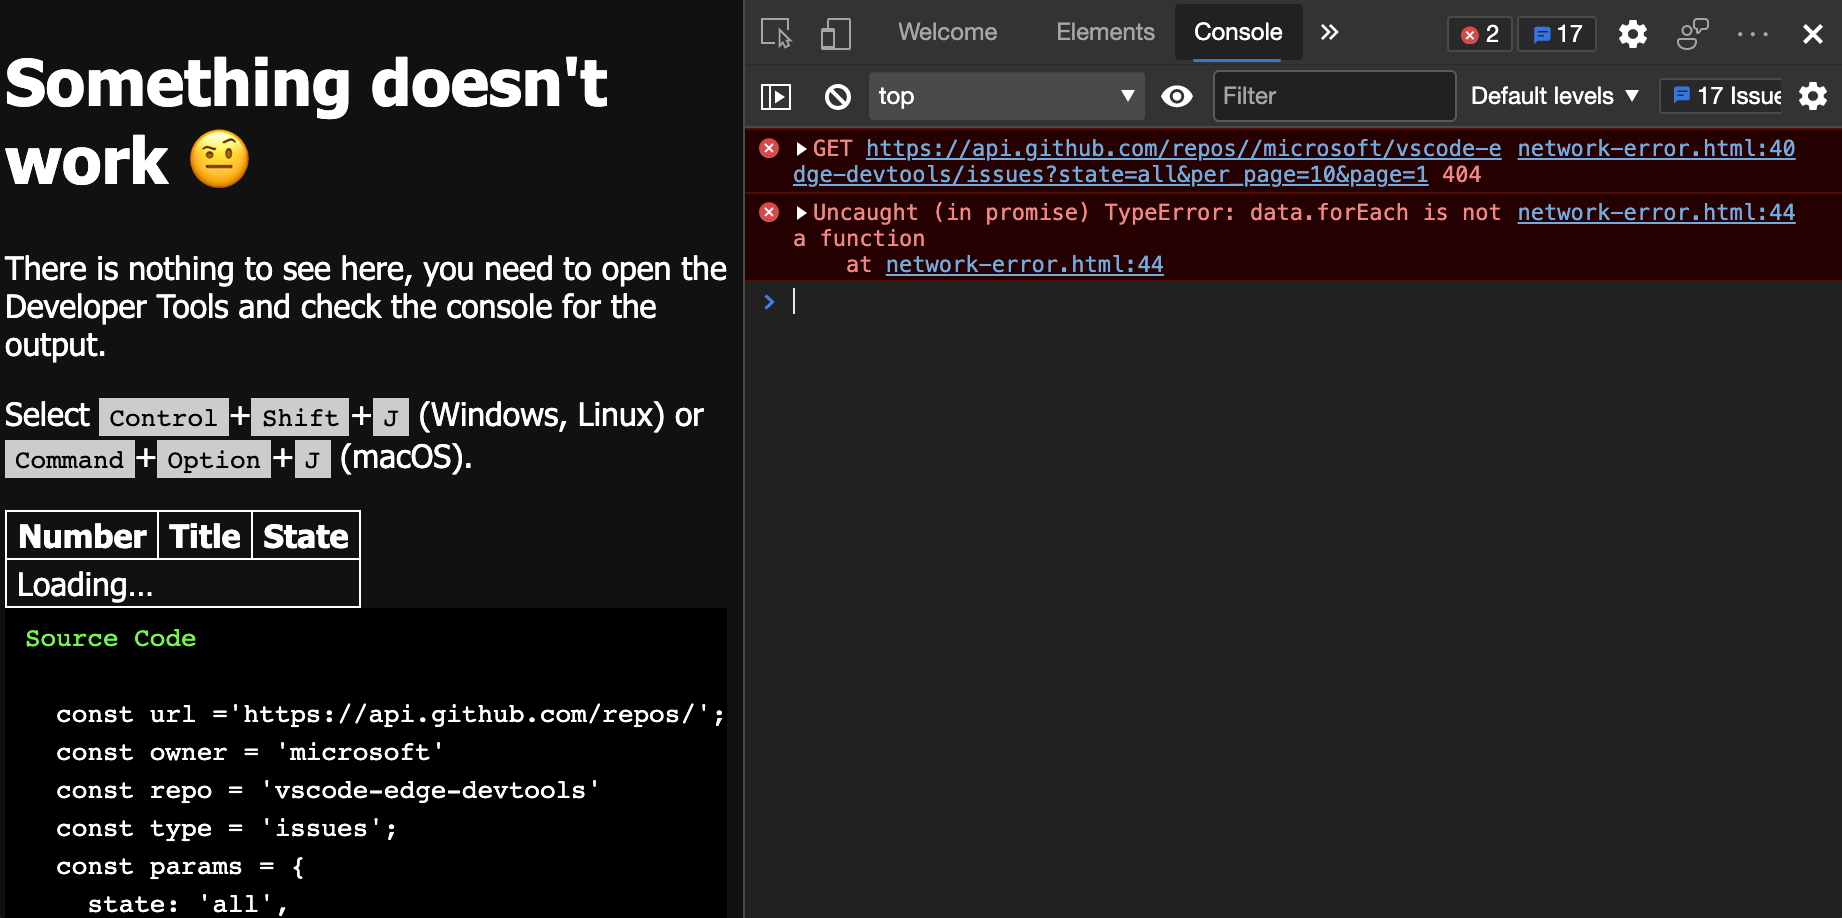 Something doesn't
work 🤨
There is nothing to see here, you need to open the
Developer Tools and check the console for the
output.
Select Control+Shift+J (Windows, Linux) or
Command+Option+J (macOS).
Number Title State
Loading...
Source Code
const url ='https://api.github.com/repos/';
const owner = 'microsoft'
const repo = 'vscode-edge-devtools'
const type = 'issues';
const params = {
state: 'all',
Welcome Elements Console 2 17
top Filter Default levels 17 Issue
GET https://api.github.com/repos//microsoft/vscode-e network-error.html:40
dge-devtools/issues?state=all&per_page=10&page=1 404
Uncaught (in promise) TypeError: data.forEach is not network-error.html:44
a function
at network-error.html:44